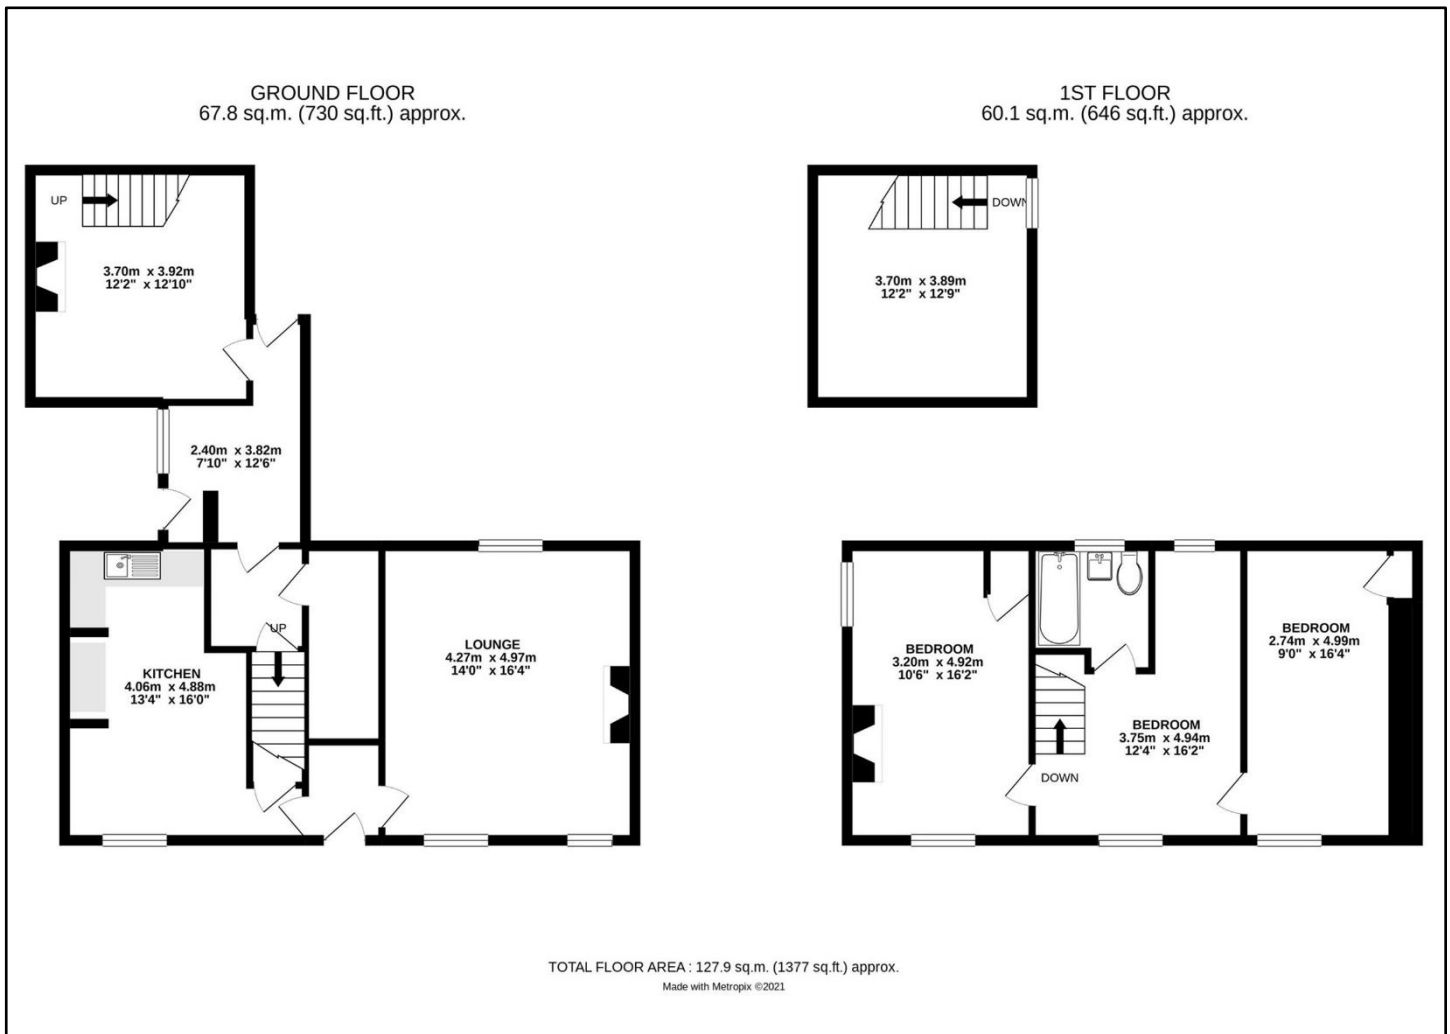 GROUND FLOOR
67.8 sq.m. (730 sq.ft.) approx.
UP
3.70m x 3.92m
12'2" x 12'10"
2.40m x 3.82m
7'10" x 12'6"
UP
KITCHEN
4.06m x 4.88m
13'4" x 16'0"
LOUNGE
4.27m x 4.97m
14'0" x 16'4"
1ST FLOOR
60.1 sq.m. (646 sq.ft.) approx.
DOWN
3.70m x 3.89m
12'2" x 12'9"
BEDROOM
3.20m x 4.92m
10'6" x 16'2"
BEDROOM
3.75m x 4.94m
12'4" x 16'2"
DOWN
BEDROOM
2.74m x 4.99m
9'0" x 16'4"
TOTAL FLOOR AREA : 127.9 sq.m. (1377 sq.ft.) approx.
Made with Metropix ©2021